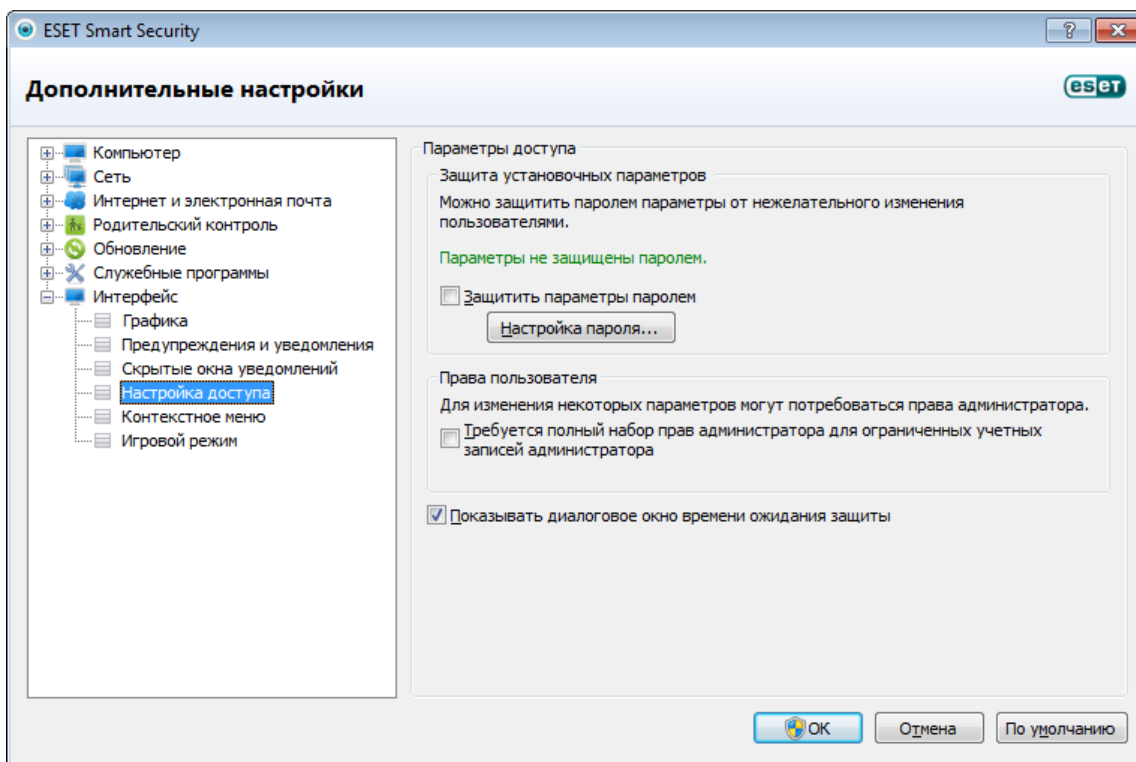 ESET Smart Security
Дополнительные настройки
eset
Компьютер
Сеть
Интернет и электронная почта
Родительский контроль
Обновление
Служебные программы
Интерфейс
Графика
Предупреждения и уведомления
Скрытые окна уведомлений
Настройка доступа
Контекстное меню
Игровой режим
Параметры доступа
Защита установочных параметров
Можно защитить паролем параметры от нежелательного изменения
пользователями.
Параметры не защищены паролем.
Защитить параметры паролем
Настройка пароля...
Права пользователя
Для изменения некоторых параметров могут потребоваться права администратора.
Требуется полный набор прав администратора для ограниченных учетных
записей администратора
Показывать диалоговое окно времени ожидания защиты
OK
Отмена
По умолчанию